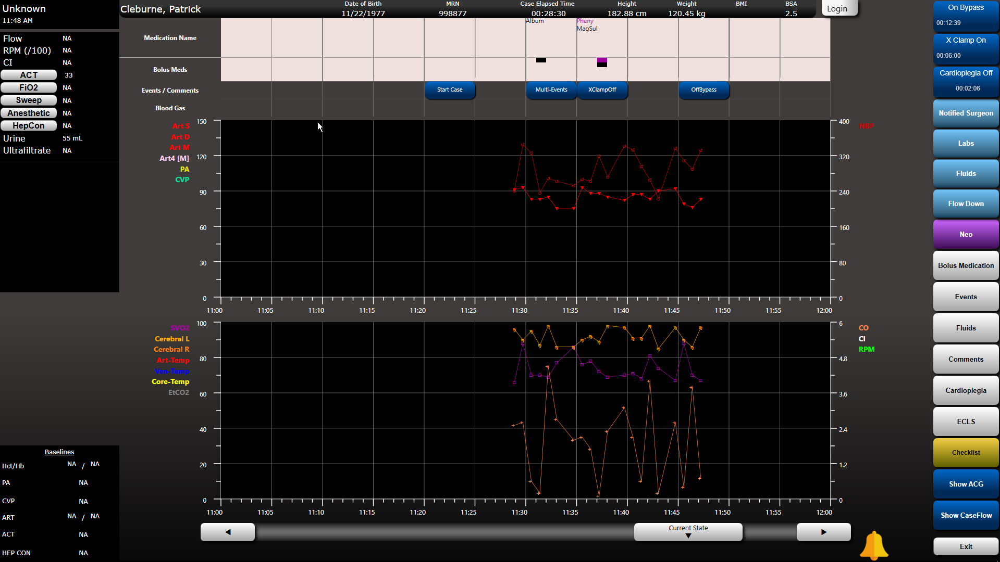 Unknown
11:48 AM
Cleburne, Patrick
Date of Birth
11/22/1977
MRN
998877
Case Elapsed Time
00:28:30
Height
182.88 cm
Weight
120.45 kg
BMI
BSA
2.5
Login
Flow NA
RPM (/100) NA
CI NA
ACT 33
FiO2 NA
Sweep NA
Anesthetic NA
HepCon NA
Urine 55 mL
Ultrafiltrate NA
Baselines
Hct/Hb NA / NA
PA NA
CVP NA
ART NA / NA
ACT NA
HEP CON NA
Medication Name
Album
Pheny
MagSul
Bolus Meds
Events / Comments
Start Case
Multi-Events
XClampOff
OffBypass
Blood Gas
Art S
Art D
Art M
Art4 [M]
PA
CVP
150
120
90
60
30
0
400
320
240
160
80
0
NBP
11:00 11:05 11:10 11:15 11:20 11:25 11:30 11:35 11:40 11:45 11:50 11:55 12:00
SVO2
Cerebral L
Cerebral R
Art-Temp
Ven-Temp
Core-Temp
EtCO2
100
80
60
40
20
0
6
4.8
3.6
2.4
1.2
0
CO
CI
RPM
11:00 11:05 11:10 11:15 11:20 11:25 11:30 11:35 11:40 11:45 11:50 11:55 12:00
Current State
On Bypass
00:12:39
X Clamp On
00:06:00
Cardioplegia Off
00:02:06
Notified Surgeon
Labs
Fluids
Flow Down
Neo
Bolus Medication
Events
Fluids
Comments
Cardioplegia
ECLS
Checklist
Show ACG
Show CaseFlow
Exit